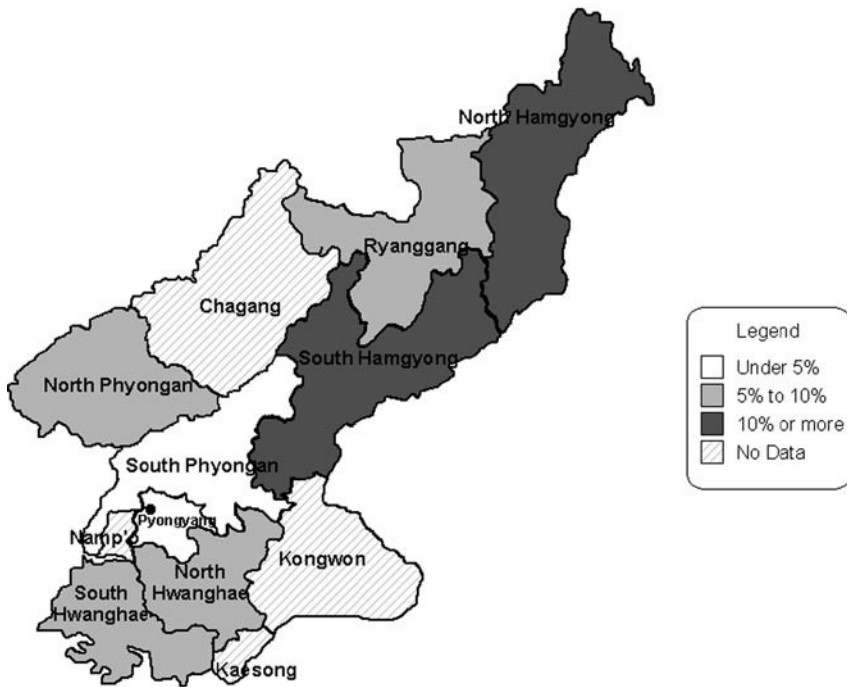 North Hamgyong
Ryanggang
Chagang
South Hamgyong
North Phyongan
South Phyongan
Pyongyang
Namp'o
Kongwon
North
Hwanghae
South
Hwanghae
Kaesong
Legend
Under 5%
5% to 10%
10% or more
No Data